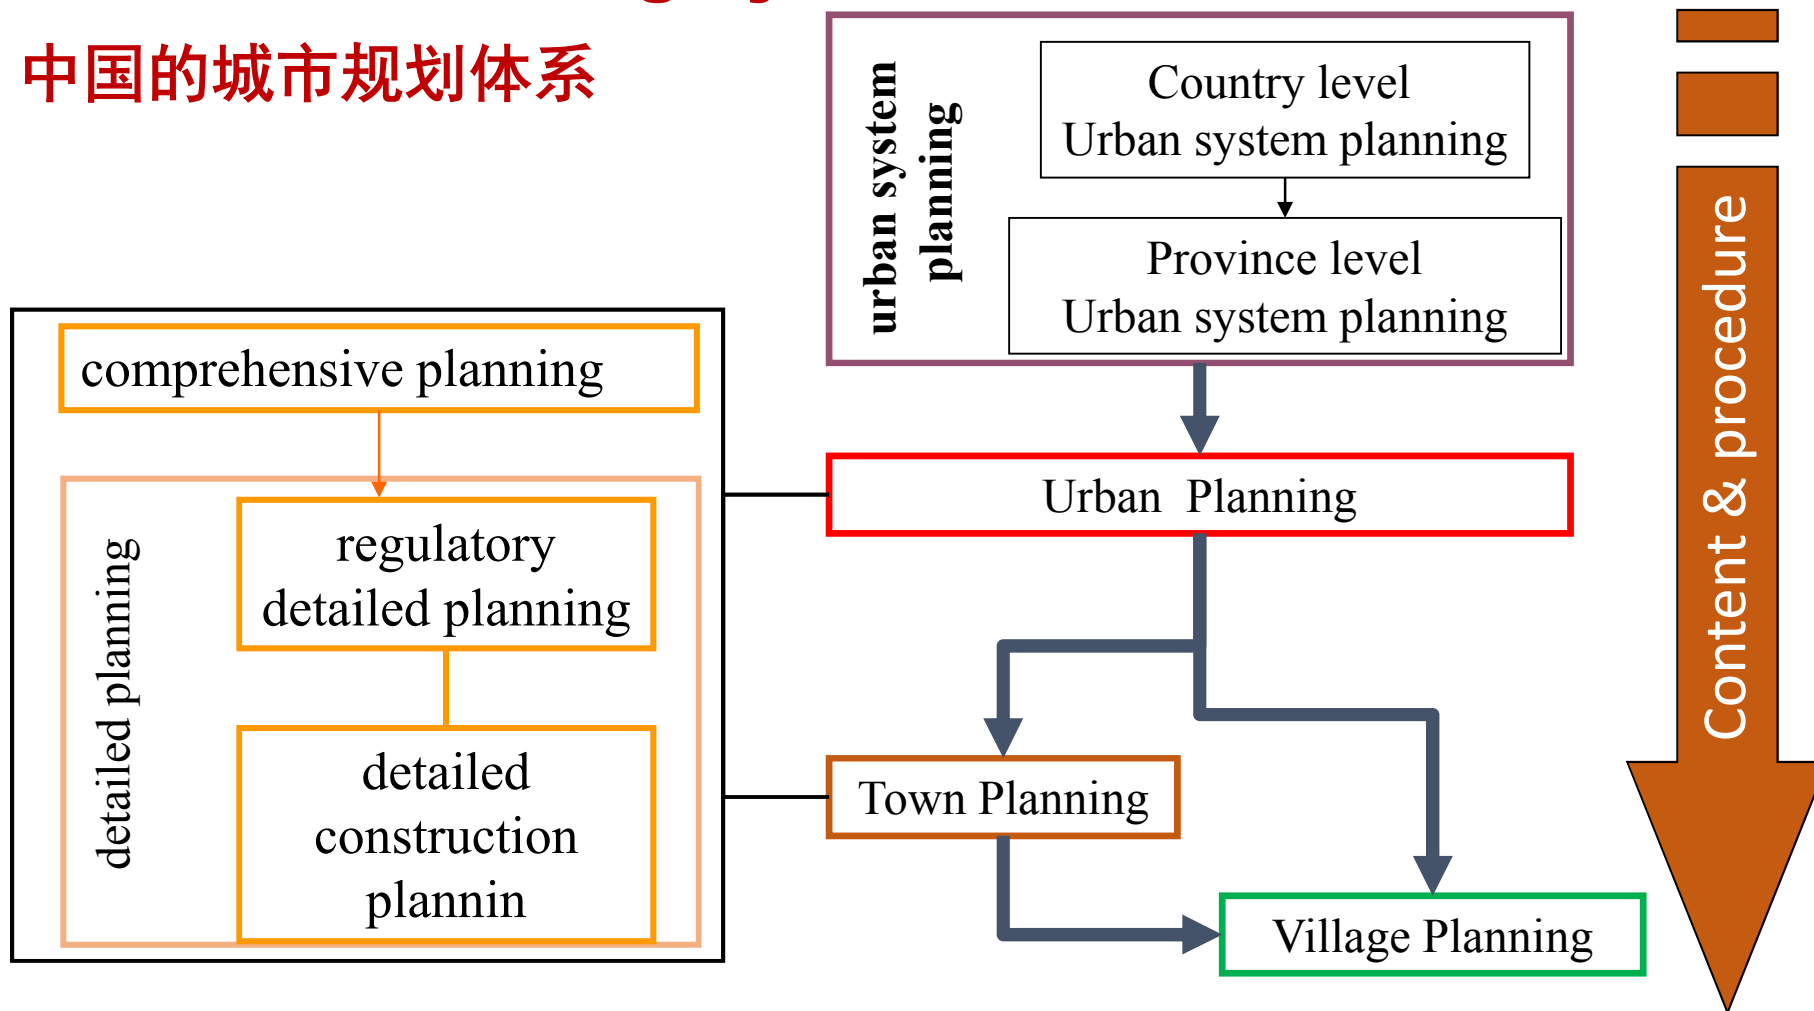 中国的城市规划体系
urban system
planning
Country level
Urban system planning
Province level
Urban system planning
comprehensive planning
detailed planning
regulatory
detailed planning
detailed
construction
plannin
Urban Planning
Town Planning
Village Planning
Content & procedure